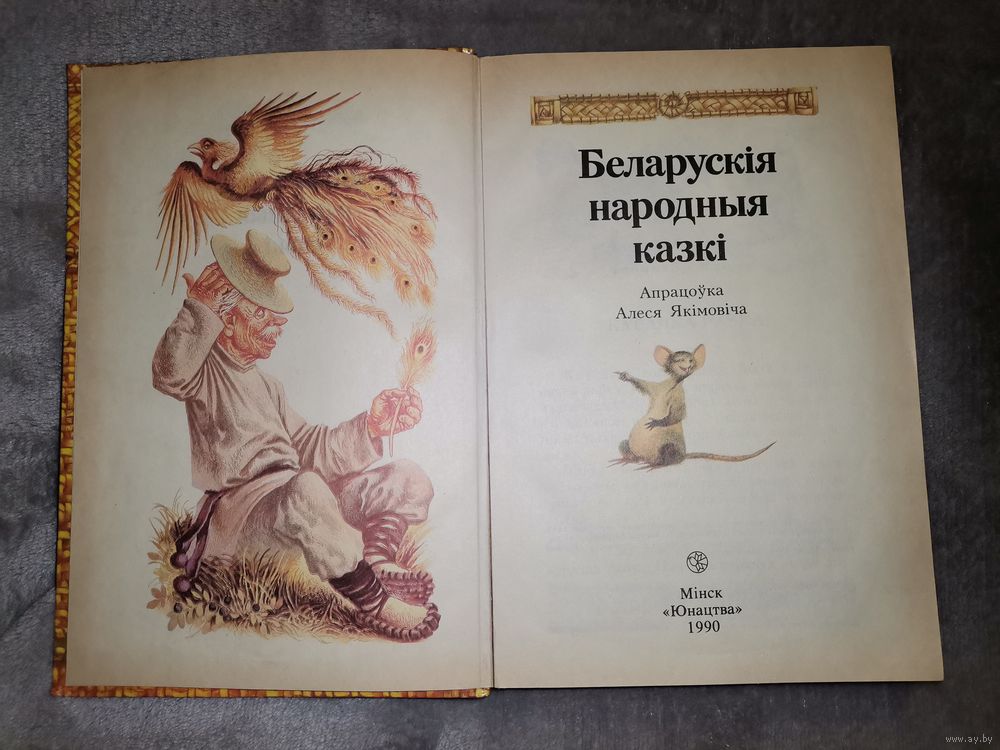 Беларускія
народныя
казкі
Апрацоўка
Алеся Якімовіча
Мінск
«Юнацтва»
1990
www.ay.by